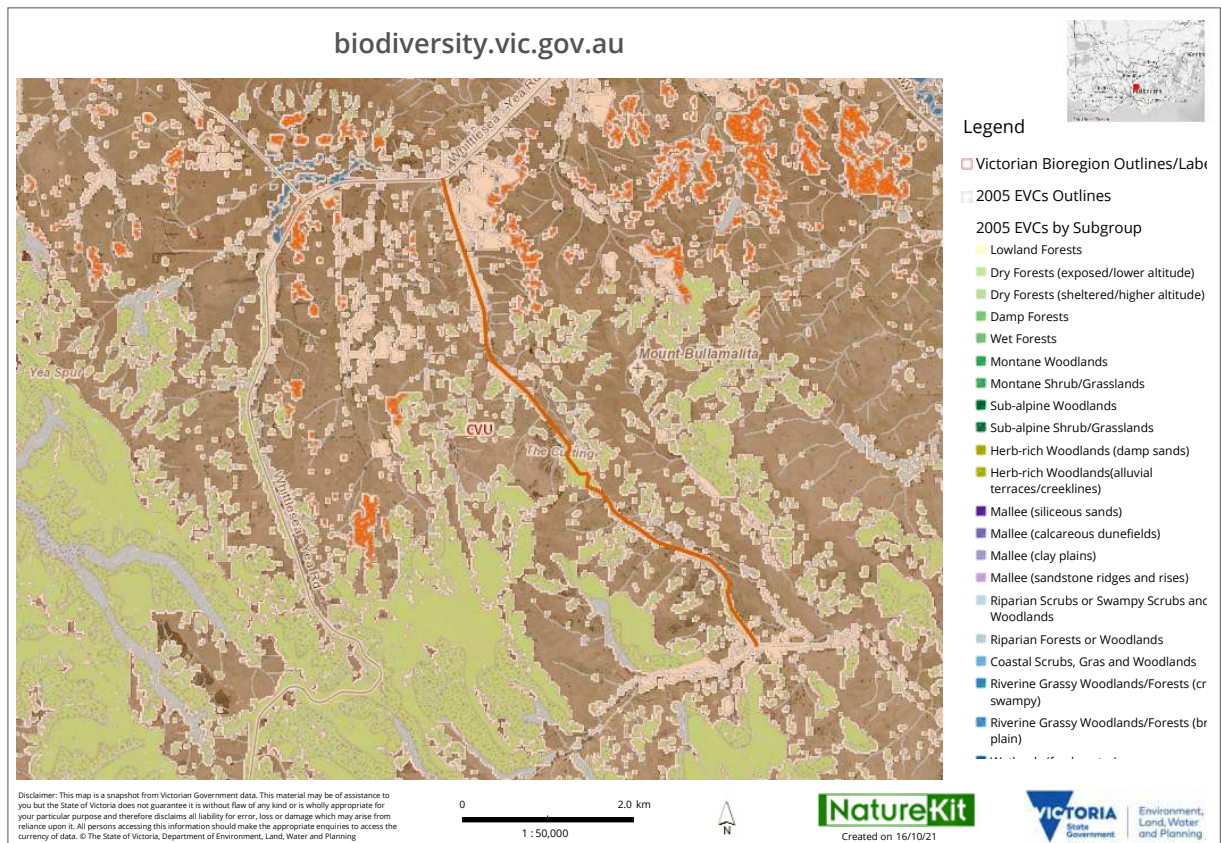 biodiversity.vic.gov.au
Whittlesea - Yea Rd
Mount Bullamalita
Yea Spur
CVU
The Cutting
Whittlesea - Yea Rd
Legend
Victorian Bioregion Outlines/Labe
2005 EVCs Outlines
2005 EVCs by Subgroup
Lowland Forests
Dry Forests (exposed/lower altitude)
Dry Forests (sheltered/higher altitude)
Damp Forests
Wet Forests
Montane Woodlands
Montane Shrub/Grasslands
Sub-alpine Woodlands
Sub-alpine Shrub/Grasslands
Herb-rich Woodlands (damp sands)
Herb-rich Woodlands(alluvial
terraces/creeklines)
Mallee (siliceous sands)
Mallee (calcareous dunefields)
Mallee (clay plains)
Mallee (sandstone ridges and rises)
Riparian Scrubs or Swampy Scrubs and
Woodlands
Riparian Forests or Woodlands
Coastal Scrubs, Gras and Woodlands
Riverine Grassy Woodlands/Forests (cr
swampy)
Riverine Grassy Woodlands/Forests (br
plain)
Disclaimer: This map is a snapshot from Victorian Government data. This material may be of assistance to
you but the State of Victoria does not guarantee it is without flaw of any kind or is wholly appropriate for
your particular purpose and therefore disclaims all liability for error, loss or damage which may arise from
reliance upon it. All persons accessing this information should make the appropriate enquiries to access the
currency of data. © The State of Victoria, Department of Environment, Land, Water and Planning
0 2.0 km
1 : 50,000
N
NatureKit
Created on 16/10/21
VICTORIA
State
Government
Environment,
Land, Water
and Planning